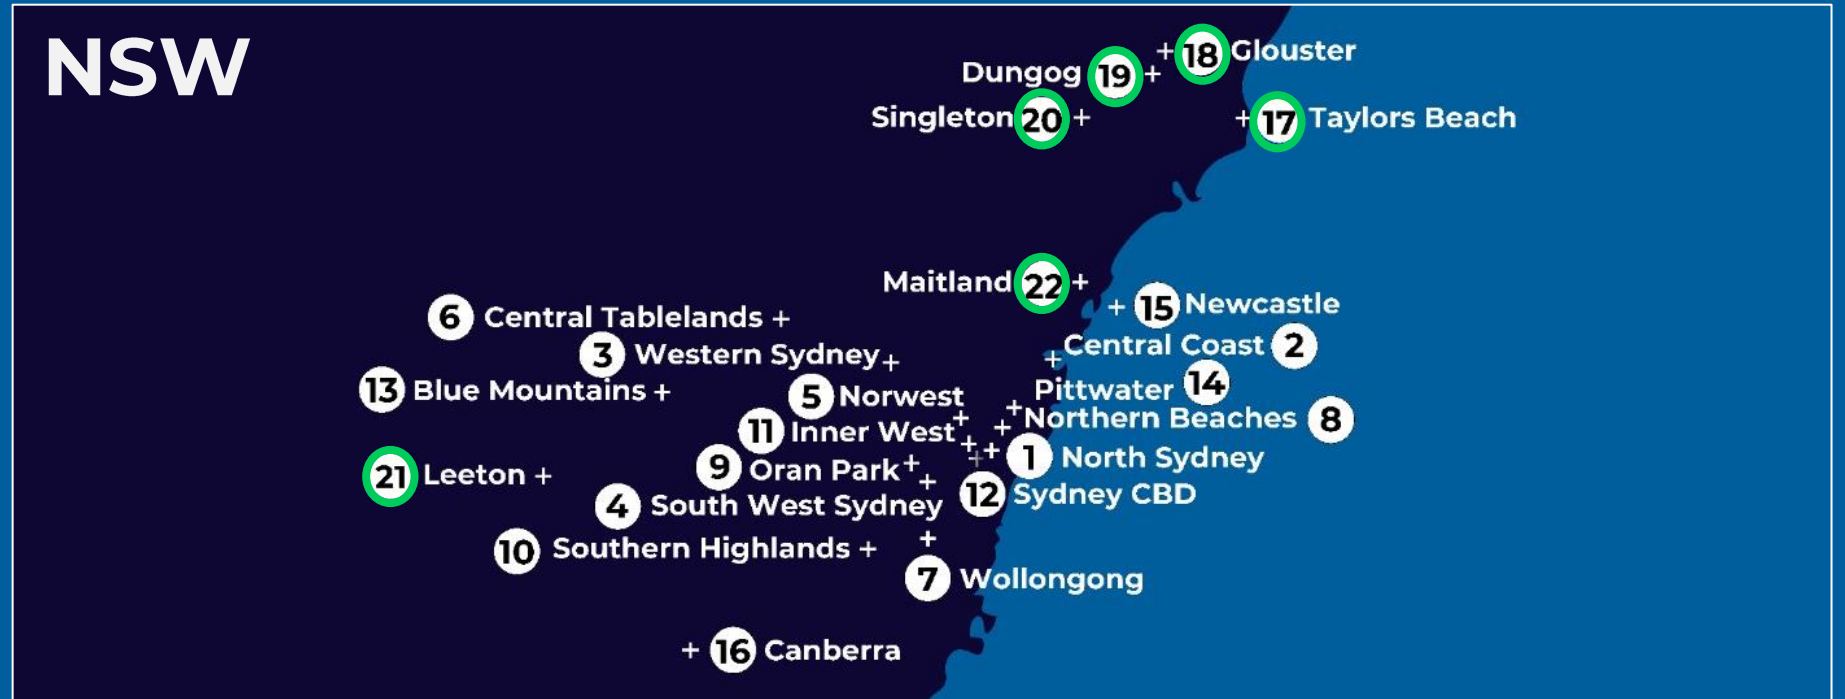 NSW
18 Glouster
Dungog 19
Singleton 20
17 Taylors Beach
Maitland 22
15 Newcastle
6 Central Tablelands
Central Coast 2
3 Western Sydney
13 Blue Mountains
Pittwater 14
5 Norwest
Northern Beaches 8
11 Inner West
1 North Sydney
9 Oran Park
21 Leeton
12 Sydney CBD
4 South West Sydney
10 Southern Highlands
7 Wollongong
16 Canberra